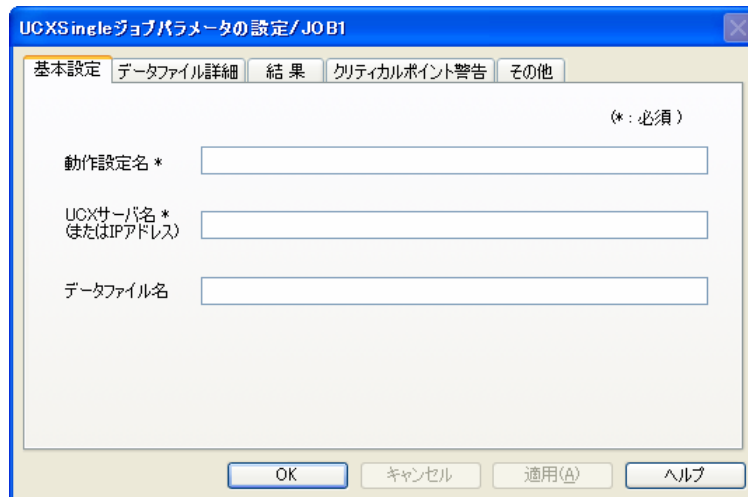 UCXSingleジョブパラメータの設定/JOB1
基本設定 データファイル詳細 結 果 クリティカルポイント警告 その他
(* : 必須 )
動作設定名 *
UCXサーバ名 *
(またはIPアドレス)
データファイル名
OK キャンセル 適用(A) ヘルプ